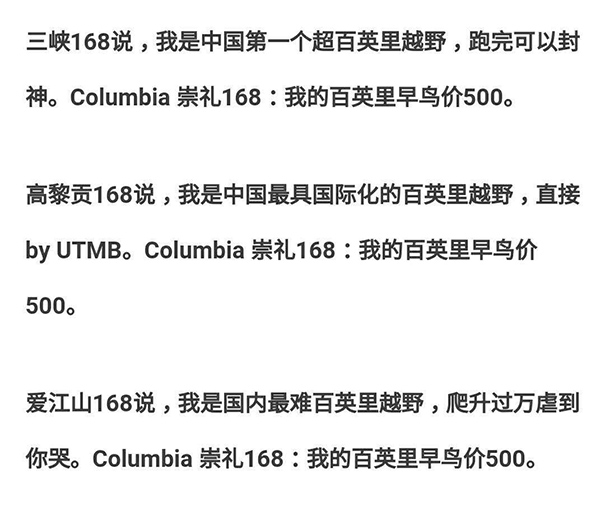 三峡168说，我是中国第一个超百英里越野，跑完可以封
神。Columbia 崇礼168：我的百英里早鸟价500。
高黎贡168说，我是中国最具国际化的百英里越野，直接
by UTMB。Columbia 崇礼168：我的百英里早鸟价
500。
爱江山168说，我是国内最难百英里越野，爬升过万虐到
你哭。Columbia 崇礼168：我的百英里早鸟价500。